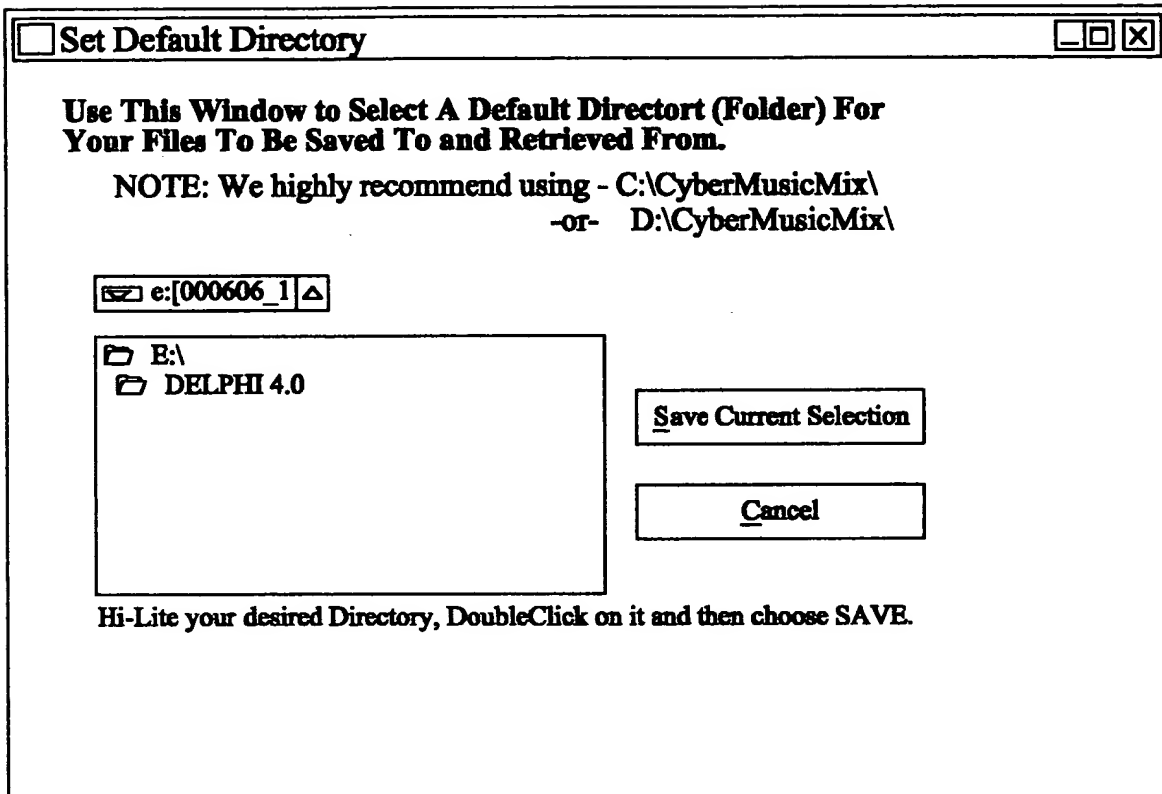 Set Default Directory
Use This Window to Select A Default Directort (Folder) For
Your Files To Be Saved To and Retrieved From.
NOTE: We highly recommend using - C:\CyberMusicMix\
-or- D:\CyberMusicMix\
e:[000606_1
E:\
DELPHI 4.0
Save Current Selection
Cancel
Hi-Lite your desired Directory, DoubleClick on it and then choose SAVE.